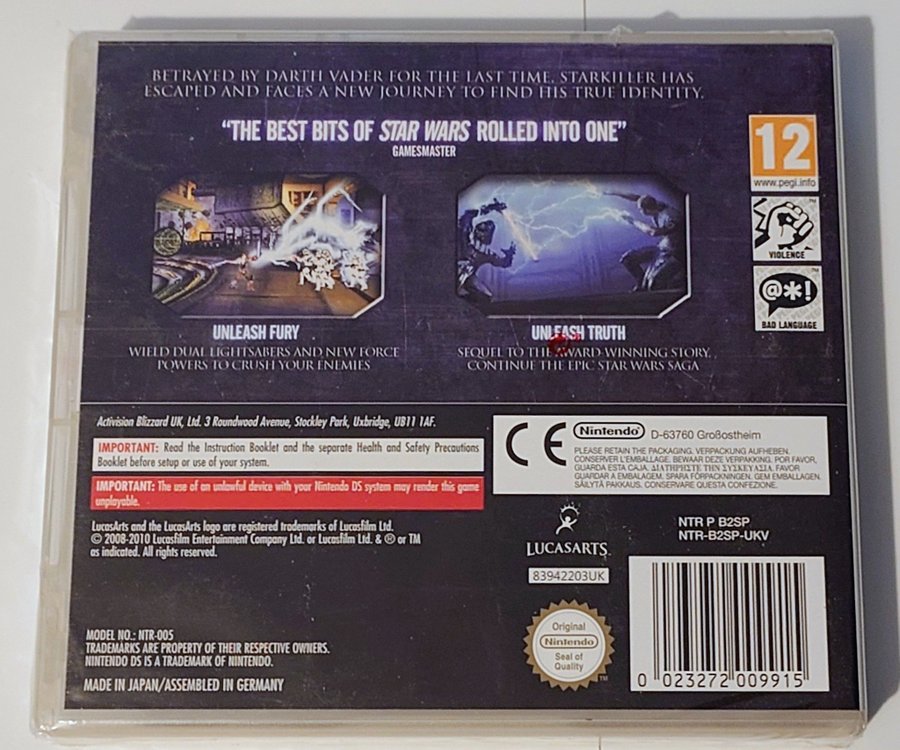 BETRAYED BY DARTH VADER FOR THE LAST TIME, STARKILLER HAS
ESCAPED AND FACES A NEW JOURNEY TO FIND HIS TRUE IDENTITY.
"THE BEST BITS OF STAR WARS ROLLED INTO ONE"
GAMESMASTER
12
www.pegi.info
VIOLENCE
@*!
BAD LANGUAGE
UNLEASH FURY
WIELD DUAL LIGHTSABERS AND NEW FORCE
POWERS TO CRUSH YOUR ENEMIES
UNLEASH TRUTH
SEQUEL TO THE AWARD-WINNING STORY,
CONTINUE THE EPIC STAR WARS SAGA
Activision Blizzard UK, Ltd. 3 Roundwood Avenue, Stockley Park, Uxbridge, UB11 1AF.
IMPORTANT: Read the Instruction Booklet and the separate Health and Safety Precautions
Booklet before setup or use of your system.
IMPORTANT: The use of an unlawful device with your Nintendo DS system may render this game
unplayable.
LucasArts and the LucasArts logo are registered trademarks of Lucasfilm Ltd.
© 2008-2010 Lucasfilm Entertainment Company Ltd. or Lucasfilm Ltd. & ® or TM
as indicated. All rights reserved.
MODEL NO.: NTR-005
TRADEMARKS ARE PROPERTY OF THEIR RESPECTIVE OWNERS.
NINTENDO DS IS A TRADEMARK OF NINTENDO.
MADE IN JAPAN/ASSEMBLED IN GERMANY
CE Nintendo D-63760 Großostheim
PLEASE RETAIN THE PACKAGING. VERPACKUNG AUFHEBEN.
CONSERVER L'EMBALLAGE. BEWAAR DEZE VERPAKKING. POR FAVOR,
GUARDA ESTA CAJA. ΔΙΑΤΗΡΗΣΤΕ ΤΗΝ ΣΥΣΚΕΥΑΣΙΑ. FAVOR
GUARDAR A EMBALAGEM. SPARA FÖRPACKNINGEN. GEM EMBALLAGEN.
SÄILYTÄ PAKKAUS. CONSERVARE QUESTA CONFEZIONE.
LUCASARTS
83942203UK
NTR P B2SP
NTR-B2SP-UKV
Original
Nintendo
Seal of
Quality
TM
0 023272 009915